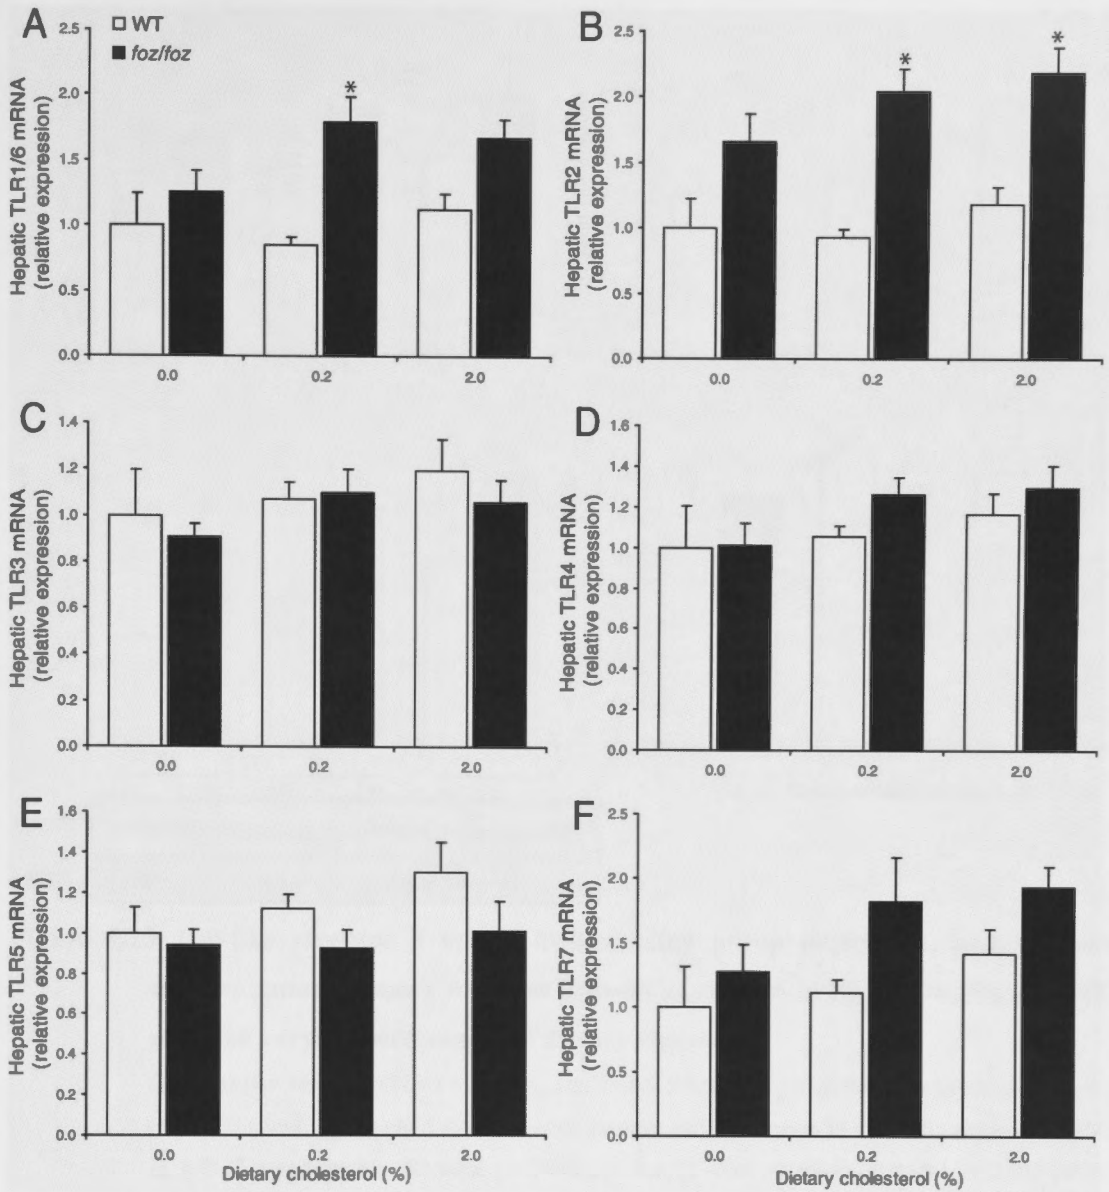 A
WT
foz/foz
Hepatic TLR1/6 mRNA
(relative expression)
2.5
2.0
1.5
1.0
0.5
0.0
*
0.0
0.2
2.0
B
Hepatic TLR2 mRNA
(relative expression)
2.5
2.0
1.5
1.0
0.5
0.0
*
*
0.0
0.2
2.0
C
Hepatic TLR3 mRNA
(relative expression)
1.4
1.2
1.0
0.8
0.6
0.4
0.2
0.0
0.0
0.2
2.0
D
Hepatic TLR4 mRNA
(relative expression)
1.6
1.4
1.2
1.0
0.8
0.6
0.4
0.2
0.0
0.0
0.2
2.0
E
Hepatic TLR5 mRNA
(relative expression)
1.6
1.4
1.2
1.0
0.8
0.6
0.4
0.2
0.0
0.0
0.2
2.0
Dietary cholesterol (%)
F
Hepatic TLR7 mRNA
(relative expression)
2.5
2.0
1.5
1.0
0.5
0.0
0.0
0.2
2.0
Dietary cholesterol (%)